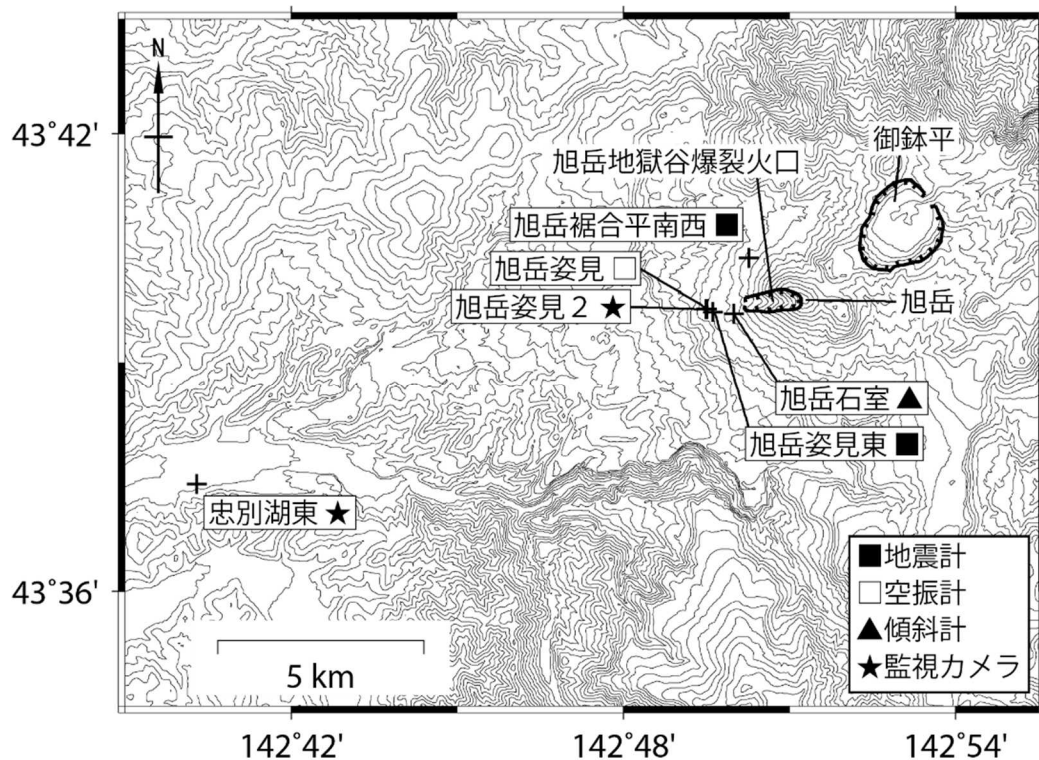 N
43°42'
御鉢平
旭岳地獄谷爆裂火口
旭岳裾合平南西 ■
旭岳姿見 □
旭岳姿見2 ★
旭岳
旭岳石室 ▲
旭岳姿見東 ■
忠別湖東 ★
43°36'
■地震計
□空振計
▲傾斜計
★監視カメラ
5 km
142°42'
142°48'
142°54'